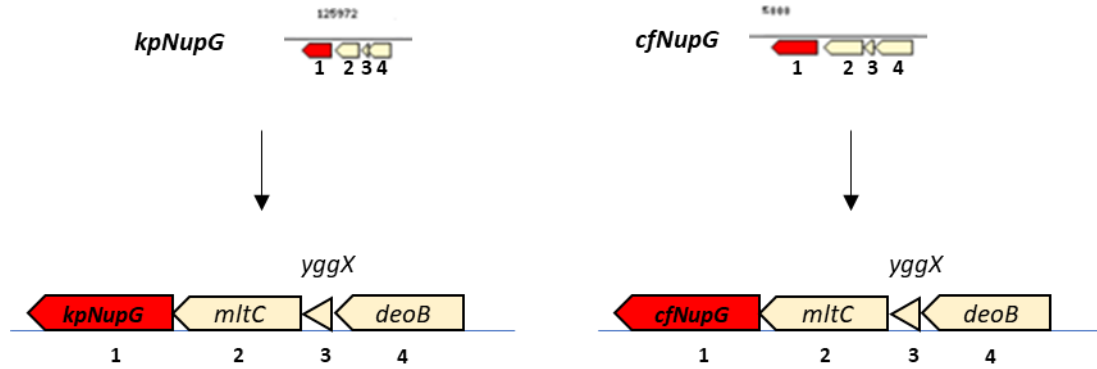 125972
kpNupG
1 2 3 4
5000
cfNupG
1 2 3 4
yggX
kpNupG mltC deoB
1 2 3 4
yggX
cfNupG mltC deoB
1 2 3 4